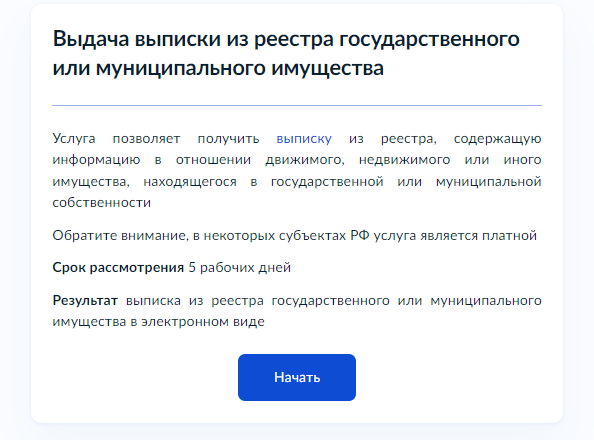 Выдача выписки из реестра государственного
или муниципального имущества
Услуга позволяет получить выписку из реестра, содержащую
информацию в отношении движимого, недвижимого или иного
имущества, находящегося в государственной или муниципальной
собственности
Обратите внимание, в некоторых субъектах РФ услуга является платной
Срок рассмотрения 5 рабочих дней
Результат выписка из реестра государственного или муниципального
имущества в электронном виде
Начать